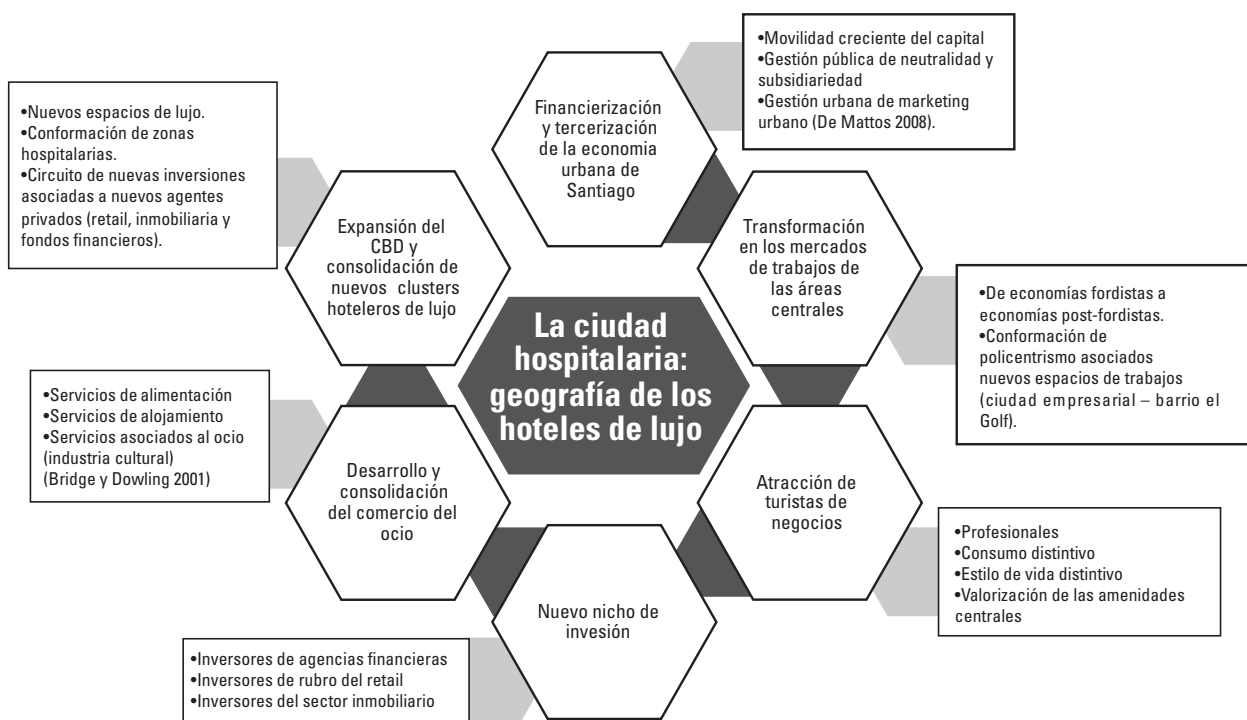 •Movilidad creciente del capital
•Gestión pública de neutralidad y
subsidiariedad
•Gestión urbana de marketing
urbano (De Mattos 2008).
Financierización
y tercerización
de la economia
urbana de
Santiago
•Nuevos espacios de lujo.
•Conformación de zonas
hospitalarias.
•Circuito de nuevas inversiones
asociadas a nuevos agentes
privados (retail, inmobiliaria y
fondos financieros).
Expansión del
CBD y
consolidación de
nuevos clusters
hoteleros de lujo
Transformación
en los mercados
de trabajos de
las áreas
centrales
•De economías fordistas a
economías post-fordistas.
•Conformación de
policentrismo asociados
nuevos espacios de trabajos
(ciudad empresarial – barrio el
Golf).
La ciudad
hospitalaria:
geografía de los
hoteles de lujo
•Servicios de alimentación
•Servicios de alojamiento
•Servicios asociados al ocio
(industria cultural)
(Bridge y Dowling 2001)
Desarrollo y
consolidación
del comercio del
ocio
Atracción de
turistas de
negocios
•Profesionales
•Consumo distintivo
•Estilo de vida distintivo
•Valorización de las amenidades
centrales
Nuevo nicho de
invesión
•Inversores de agencias financieras
•Inversores de rubro del retail
•Inversores del sector inmobiliario